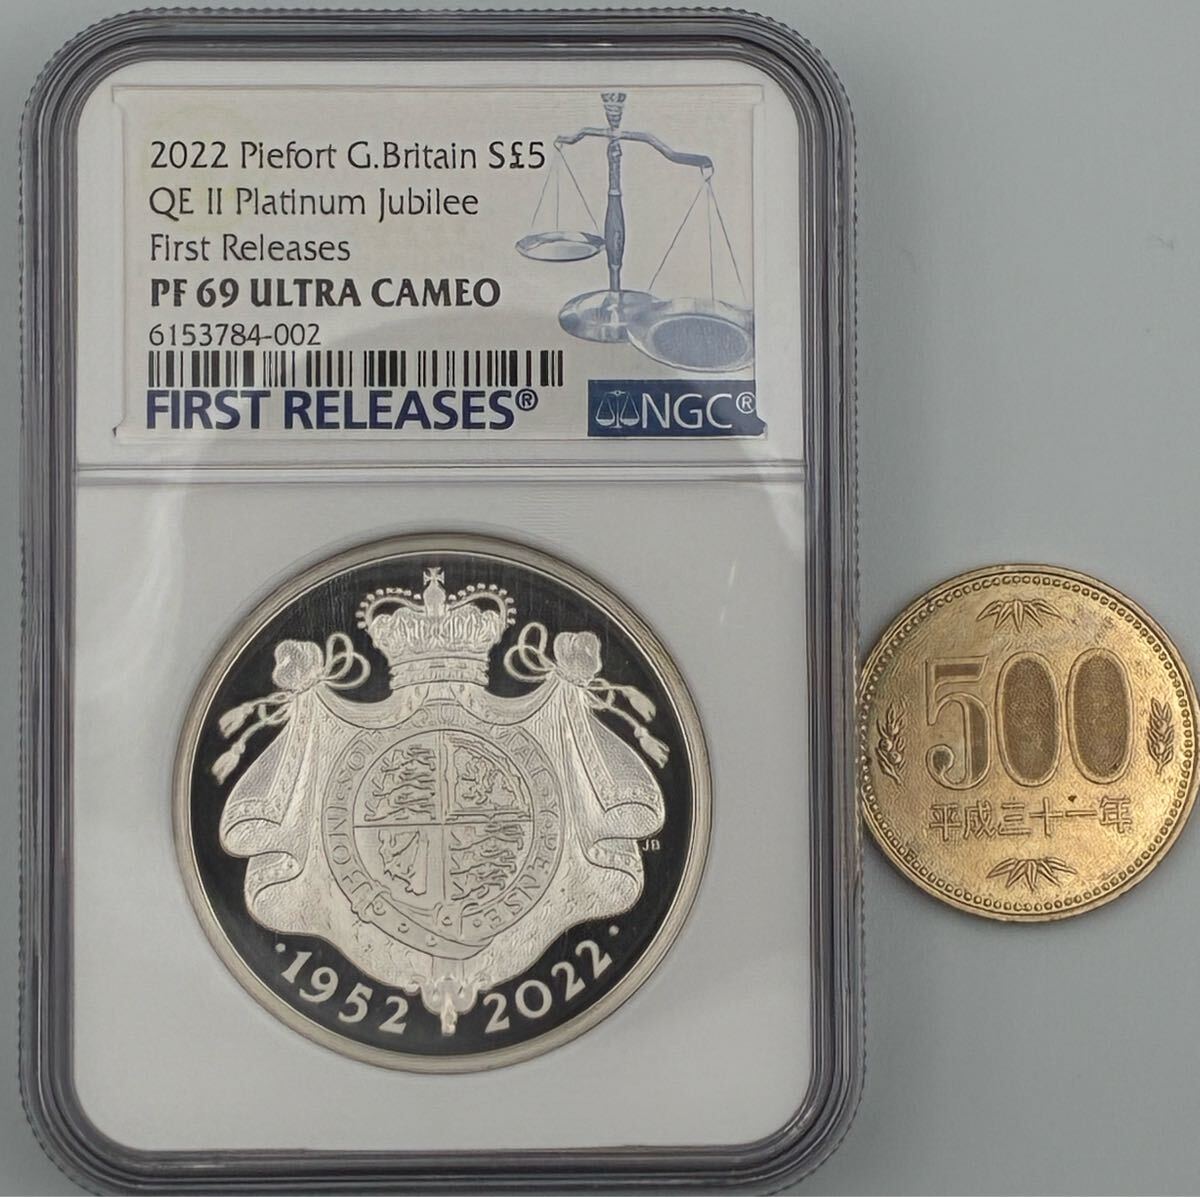 2022 Piefort G.Britain S£5
QE II Platinum Jubilee
First Releases
PF 69 ULTRA CAMEO
6153784-002
FIRST RELEASES®
NGC®
JB
·1952 2022·
500
平成三十一年